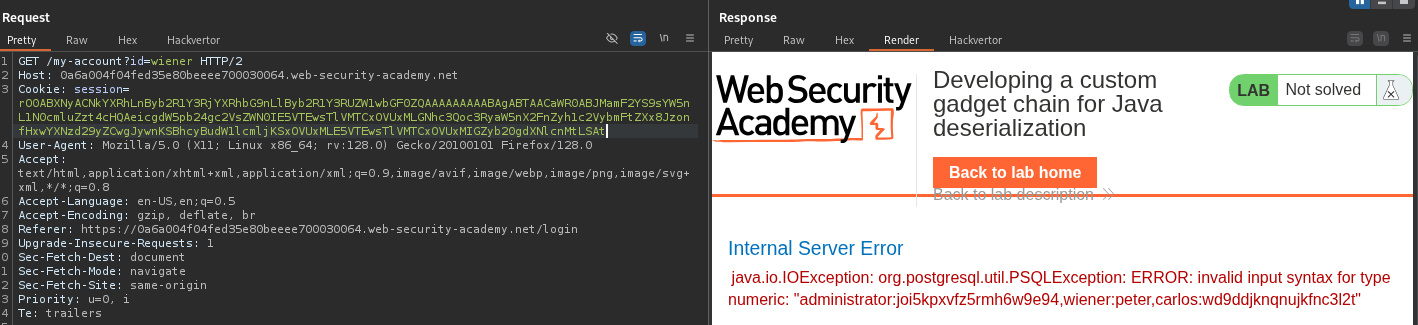 Request
Pretty Raw Hex Hackvertor
\n
1 GET /my-account?id=wiener HTTP/2
2 Host: 0a6a004f04fed35e80beeee700030064.web-security-academy.net
3 Cookie: session=
4 User-Agent: Mozilla/5.0 (X11; Linux x86_64; rv:128.0) Gecko/20100101 Firefox/128.0
5 Accept:
text/html,application/xhtml+xml,application/xml;q=0.9,image/avif,image/webp,image/png,image/svg+
xml,*/*;q=0.8
6 Accept-Language: en-US,en;q=0.5
7 Accept-Encoding: gzip, deflate, br
8 Referer: https://0a6a004f04fed35e80beeee700030064.web-security-academy.net/login
9 Upgrade-Insecure-Requests: 1
0 Sec-Fetch-Dest: document
1 Sec-Fetch-Mode: navigate
2 Sec-Fetch-Site: same-origin
3 Priority: u=0, i
4 Te: trailers
Response
Pretty Raw Hex Render Hackvertor
\n
Web Security
Academy
Developing a custom
gadget chain for Java
deserialization
LAB Not solved
Back to lab home
Back to lab description
Internal Server Error
java.io.IOException: org.postgresql.util.PSQLException: ERROR: invalid input syntax for type
numeric: "administrator:joi5kpxvfz5rmh6w9e94,wiener:peter,carlos:wd9ddjknqnujkfnc3l2t"